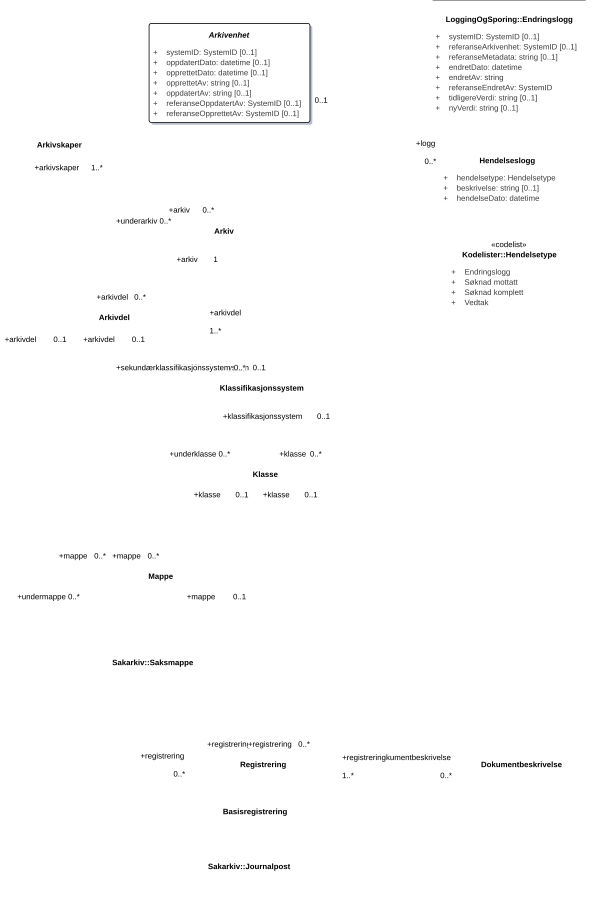 LoggingOgSporing::Endringslogg
+ systemID: SystemID [0..1]
+ referanseArkivenhet: SystemID [0..1]
+ referanseMetadata: string [0..1]
+ endretDato: datetime
+ endretAv: string
+ referanseEndretAv: SystemID
+ tidligereVerdi: string [0..1]
+ nyVerdi: string [0..1]
Arkivenhet
+ systemID: SystemID [0..1]
+ oppdatertDato: datetime [0..1]
+ opprettetDato: datetime [0..1]
+ opprettetAv: string [0..1]
+ oppdatertAv: string [0..1]
+ referanseOppdatertAv: SystemID [0..1]
+ referanseOpprettetAv: SystemID [0..1]
0..1
Arkivskaper
+arkivskaper 1..*
+logg
0..*
Hendelseslogg
+ hendelsetype: Hendelsetype
+ beskrivelse: string [0..1]
+ hendelseDato: datetime
+arkiv 0..*
+underarkiv 0..*
Arkiv
«codelist»
Kodelister::Hendelsetype
+ Endringslogg
+ Søknad mottatt
+ Søknad komplett
+ Vedtak
+arkiv 1
+arkivdel 0..*
Arkivdel
+arkivdel
1..*
+arkivdel 0..1 +arkivdel 0..1
+sekundærklassifikasjonssystem 0..* 0..1
Klassifikasjonssystem
+klassifikasjonssystem 0..1
+underklasse 0..* +klasse 0..*
Klasse
+klasse 0..1 +klasse 0..1
+mappe 0..* +mappe 0..*
Mappe
+undermappe 0..* +mappe 0..1
Sakarkiv::Saksmappe
+registrering +registrering 0..*
+registrering
0..*
Registrering
+registrering kumentbeskrivelse
1..* 0..*
Dokumentbeskrivelse
Basisregistrering
Sakarkiv::Journalpost